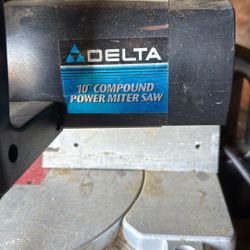 DELTA
10" COMPOUND
POWER MITER SAW